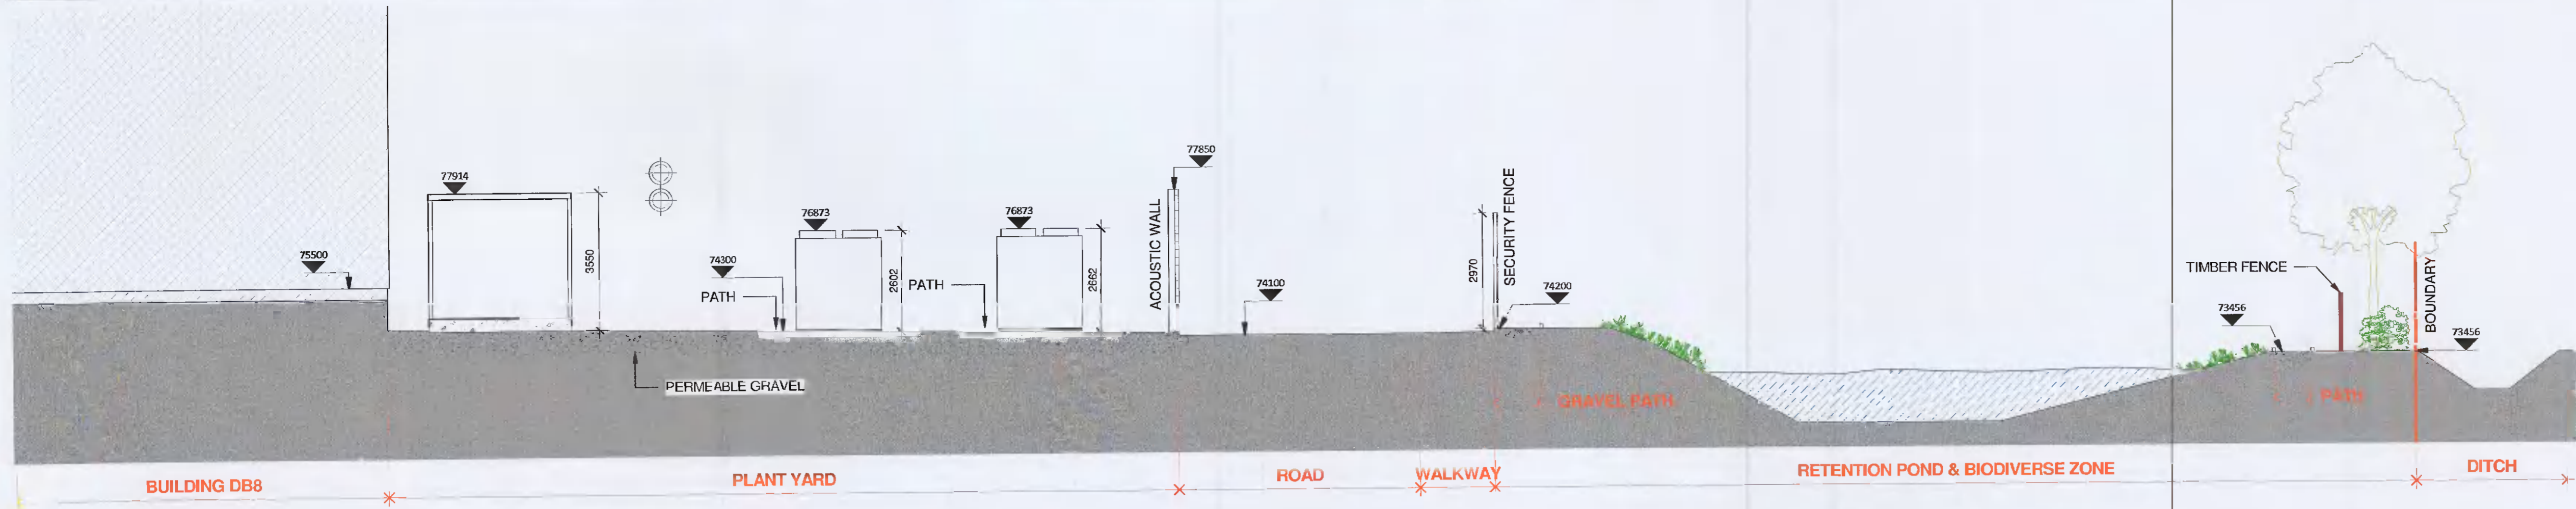 75500
77914
3550
74300
PATH
PERMEABLE GRAVEL
76873
2602
PATH
76873
2662
ACOUSTIC WALL
77850
74100
2970
SECURITY FENCE
74200
GRAVEL PATH
TIMBER FENCE
73456
PATH
BOUNDARY
73456
BUILDING DB8
PLANT YARD
ROAD
WALKWAY
RETENTION POND & BIODIVERSE ZONE
DITCH